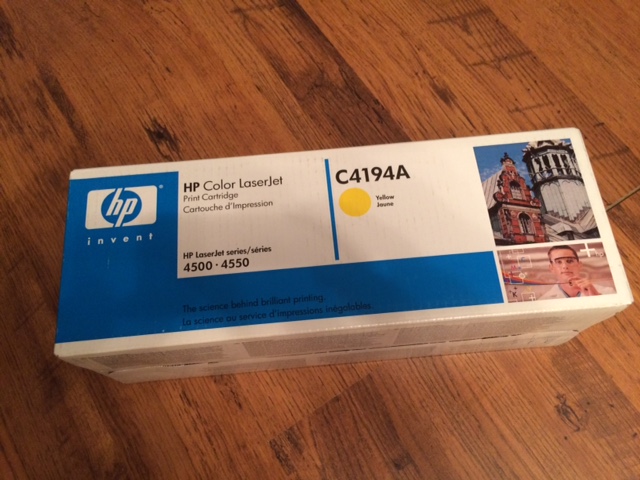 hp
invent
HP Color LaserJet
Print Cartridge
Cartouche d'Impression
HP LaserJet series/séries
4500 · 4550
C4194A
Yellow
Jaune
The science behind brilliant printing.
La science au service d'impressions inégalables.
K